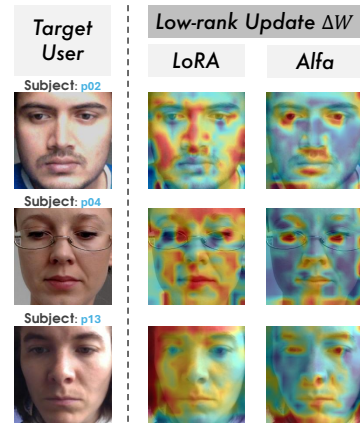 Target
User
Low-rank Update ΔW
LoRA
Alfa
Subject: p02
Subject: p04
Subject: p13